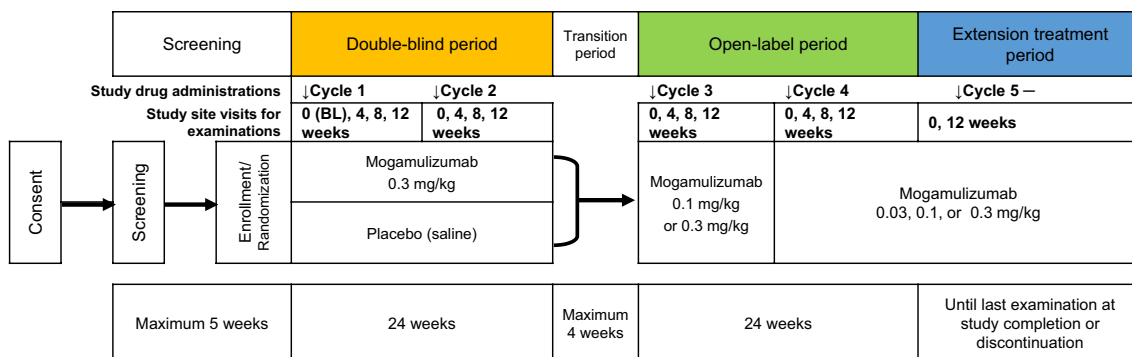 Screening
Double-blind period
Transition
period
Open-label period
Extension treatment
period
Study drug administrations
↓Cycle 1
↓Cycle 2
↓Cycle 3
↓Cycle 4
↓Cycle 5 –
Study site visits for
examinations
0 (BL), 4, 8, 12
weeks
0, 4, 8, 12
weeks
0, 4, 8, 12
weeks
0, 4, 8, 12
weeks
0, 12 weeks
Consent
Screening
Enrollment/
Randomization
Mogamulizumab
0.3 mg/kg
Placebo (saline)
Mogamulizumab
0.1 mg/kg
or 0.3 mg/kg
Mogamulizumab
0.03, 0.1, or 0.3 mg/kg
Maximum 5 weeks
24 weeks
Maximum
4 weeks
24 weeks
Until last examination at
study completion or
discontinuation